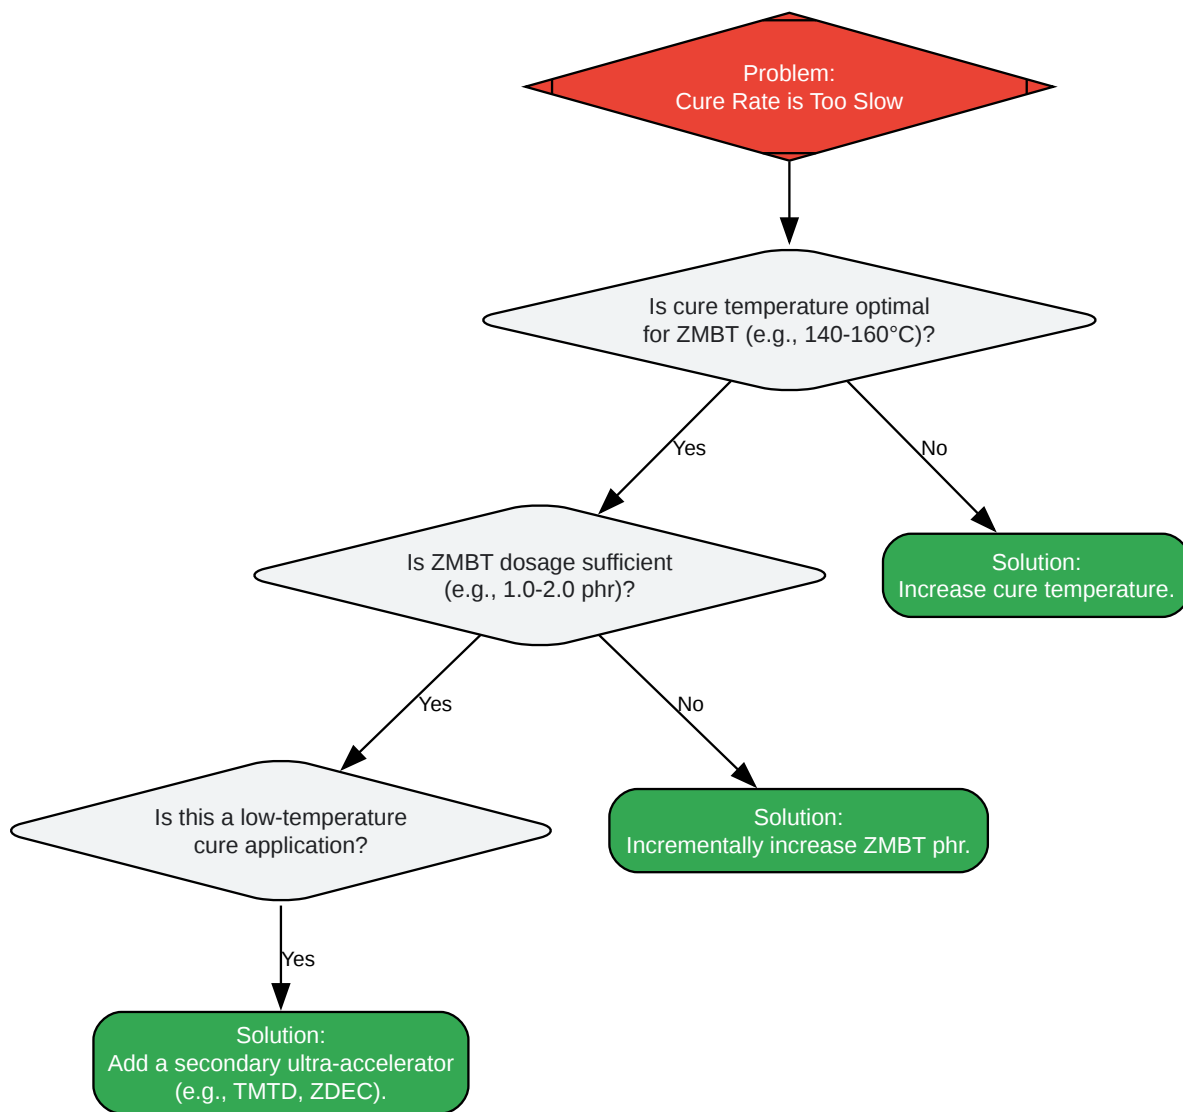 Problem:
Cure Rate is Too Slow
Is cure temperature optimal
for ZMBT (e.g., 140-160°C)?
Yes
No
Is ZMBT dosage sufficient
(e.g., 1.0-2.0 phr)?
Solution:
Increase cure temperature.
Yes
No
Is this a low-temperature
cure application?
Solution:
Incrementally increase ZMBT phr.
Yes
Solution:
Add a secondary ultra-accelerator
(e.g., TMTD, ZDEC).